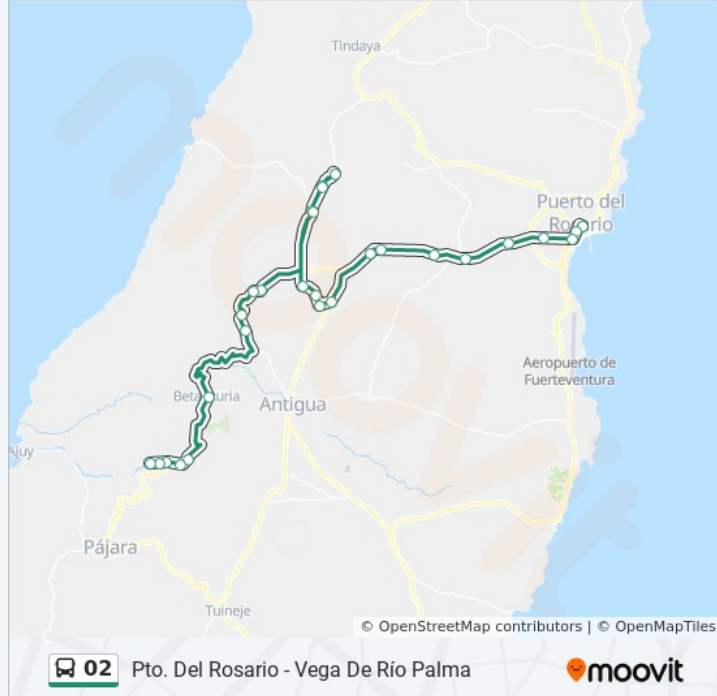 Tindaya
Puerto del
Rosario
Aeropuerto de
Fuerteventura
Betancuria
Antigua
Ajuy
Pájara
Tuineje
moovit
© OpenStreetMap contributors | © OpenMapTiles
02 Pto. Del Rosario - Vega De Río Palma
moovit